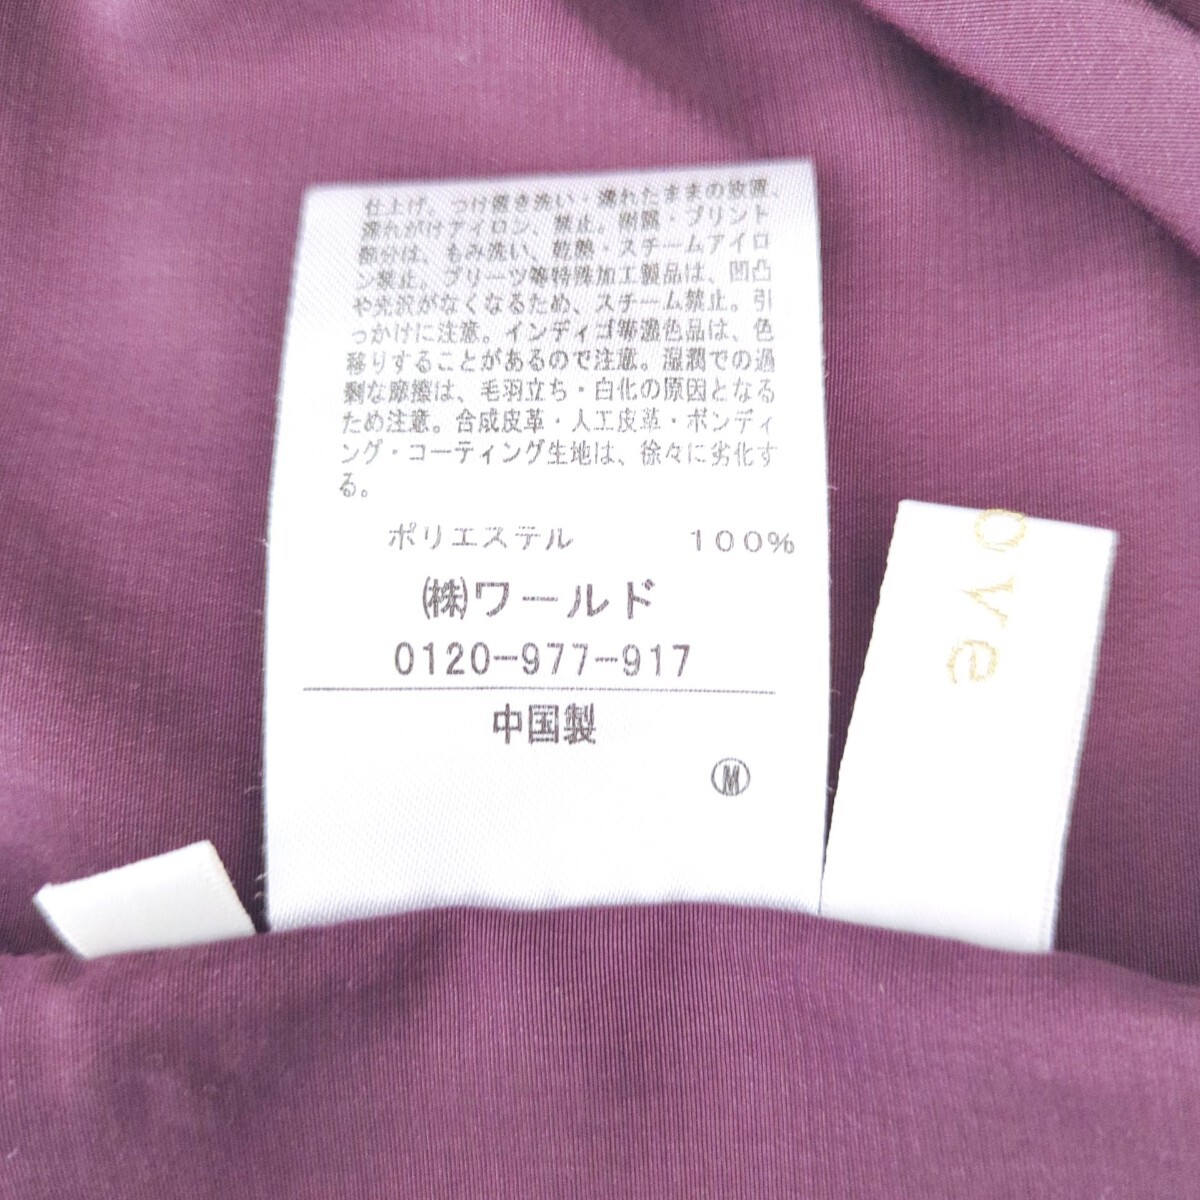 仕上げ。つけ置き洗い・濡れたままの放置、
濡れがけアイロン、禁止。樹脂・プリント
部分は、もみ洗い、乾熱・スチームアイロ
ン禁止。プリーツ等特殊加工製品は、凹凸
や光沢がなくなるため、スチーム禁止。引
っかけに注意。インディゴ等濃色品は、色
移りすることがあるので注意。湿潤での過
剰な摩擦は、毛羽立ち・白化の原因となる
ため注意。合成皮革・人工皮革・ボンディ
ング・コーティング生地は、徐々に劣化す
る。
ポリエステル 100%
㈱ワールド
0120-977-917
中国製
Ⓜ
ove